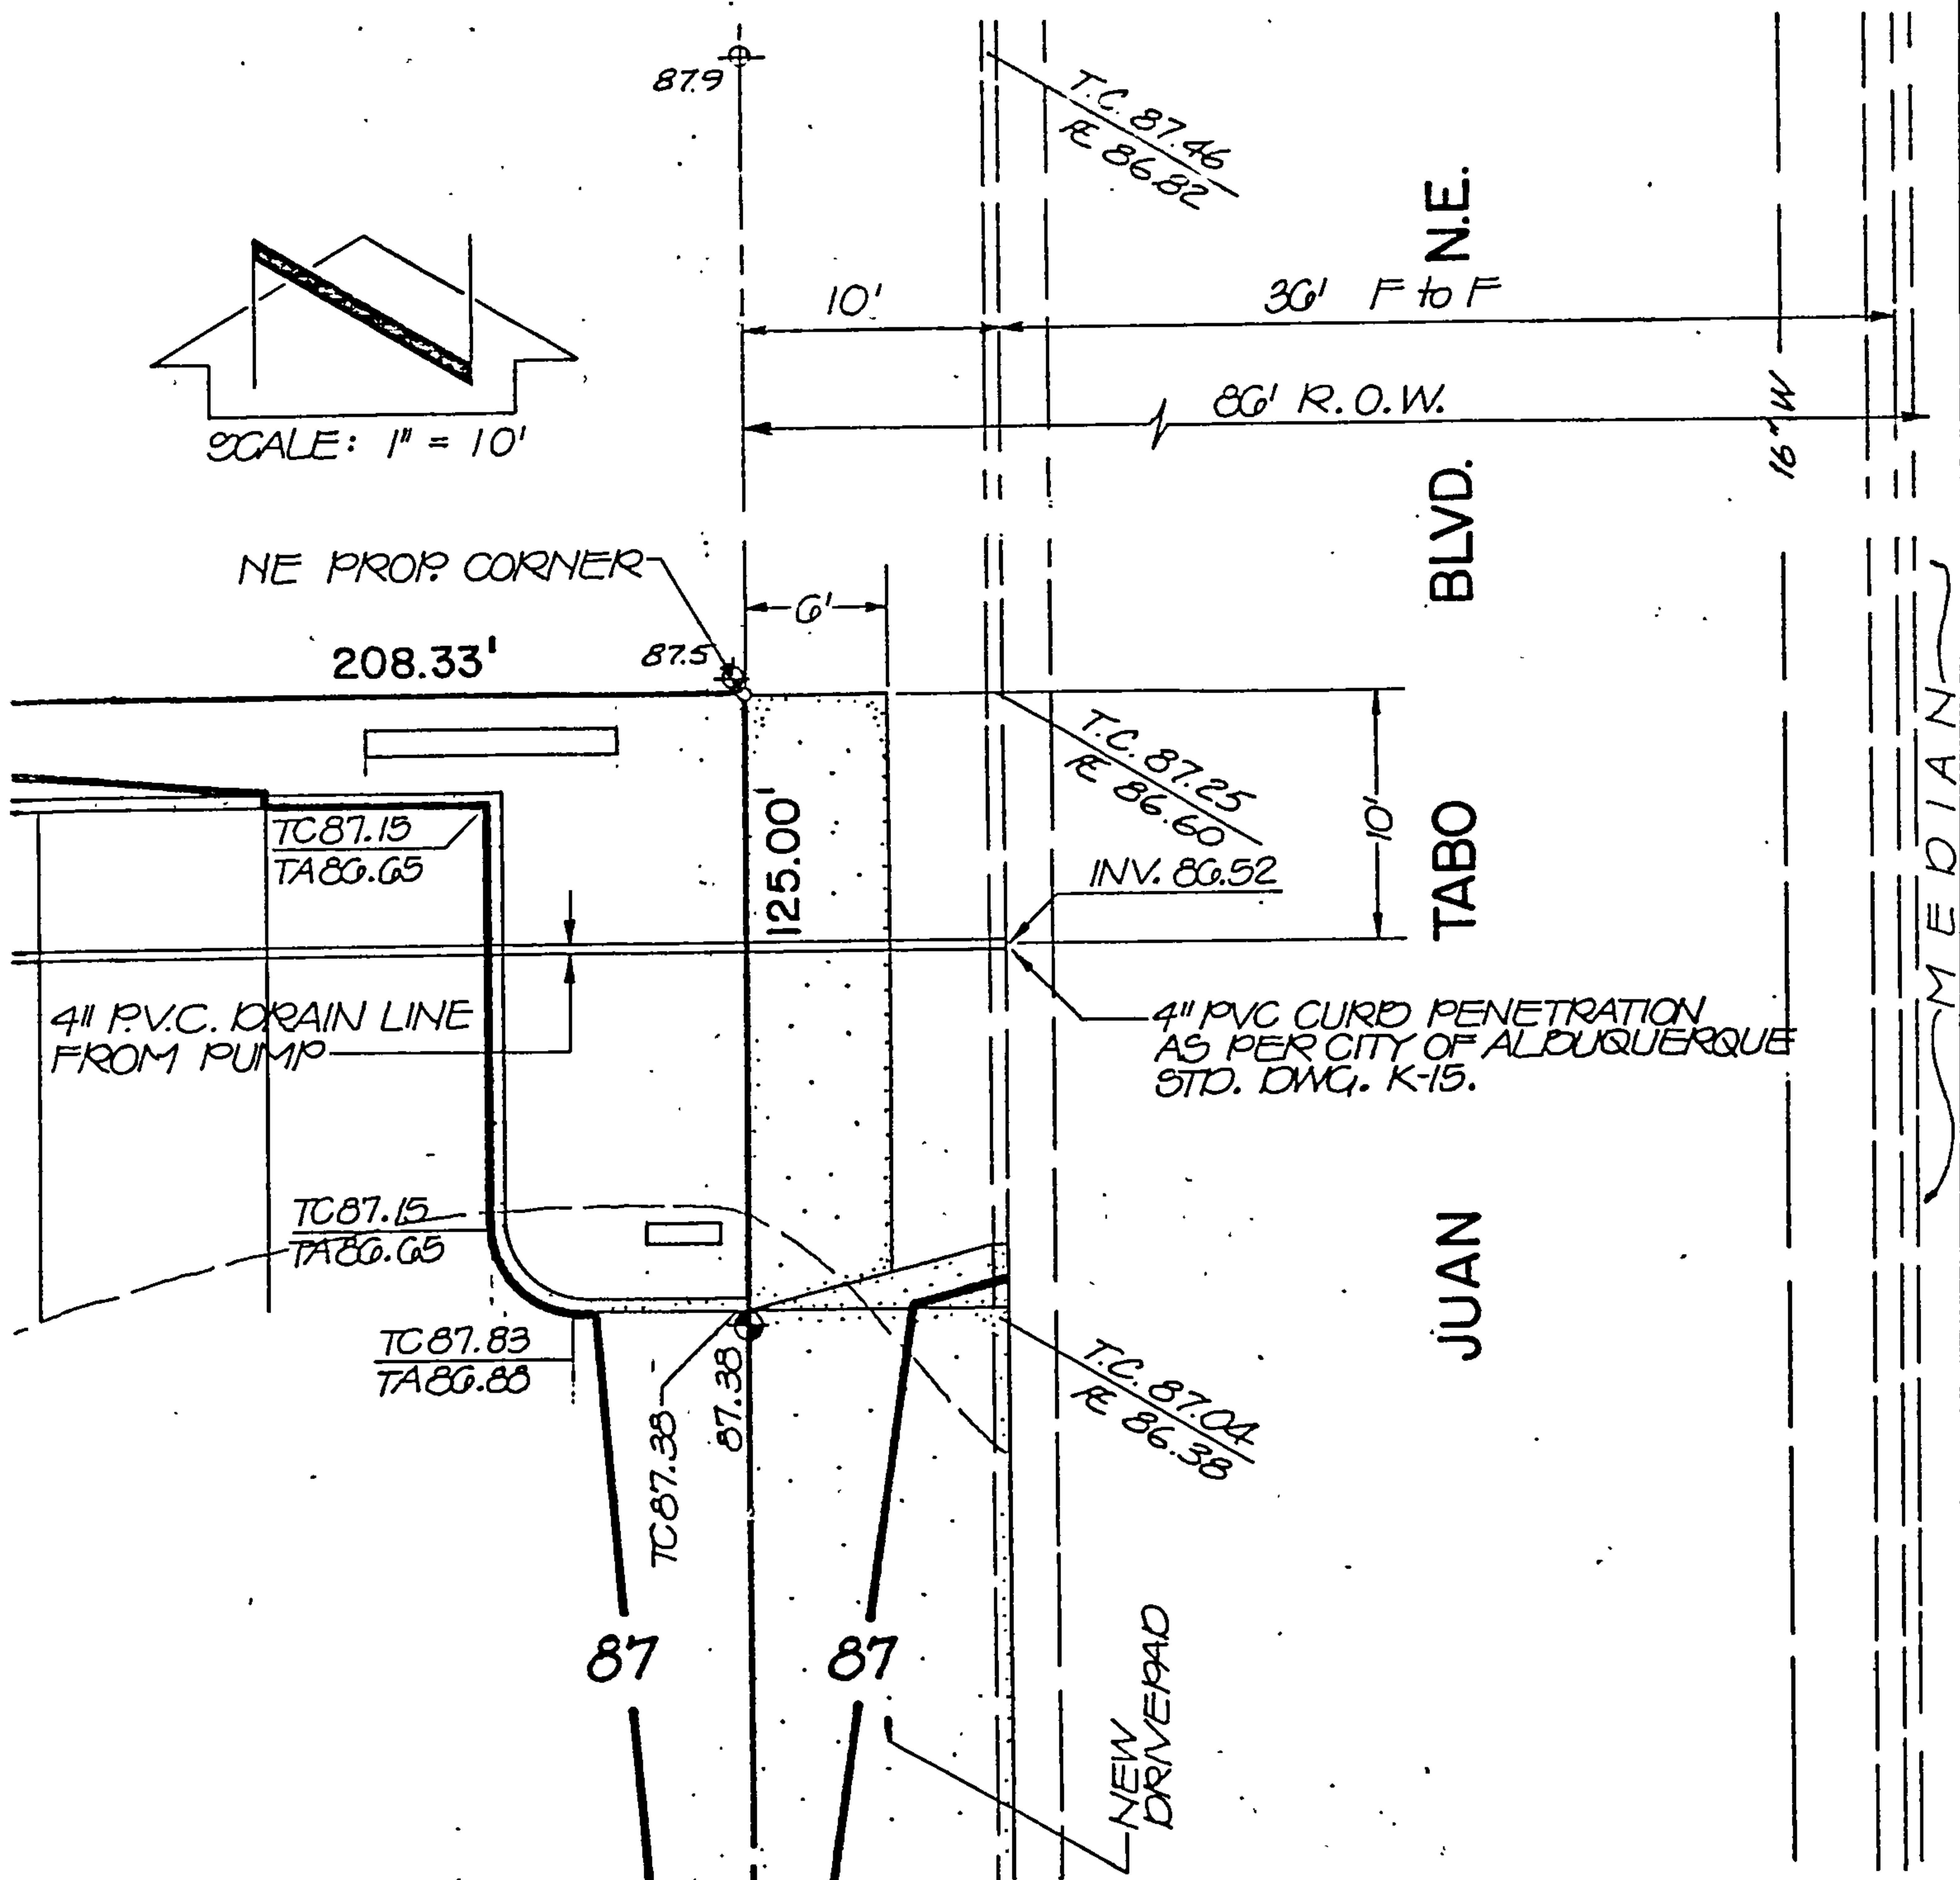 87.9
T.C. 87.46
FL 86.82
N.E.
10'
36' F to F
86' R.O.W.
16" W
SCALE: 1" = 10'
BLVD.
NE PROP. CORNER
6'
208.33'
87.5
MEDIAN
T.C. 87.25
FL 86.60
10'
TC87.15
TA86.65
125.00'
TABO
INV. 86.52
4" P.V.C. DRAIN LINE
FROM PUMP
4" PVC CURB PENETRATION
AS PER CITY OF ALBUQUERQUE
STD. DWG. K-15.
TC87.15
TA86.65
JUAN
TC87.83
TA86.88
TC87.38
87.38
T.C. 87.04
FL 86.38
87
87
NEW
DRIVEPAD